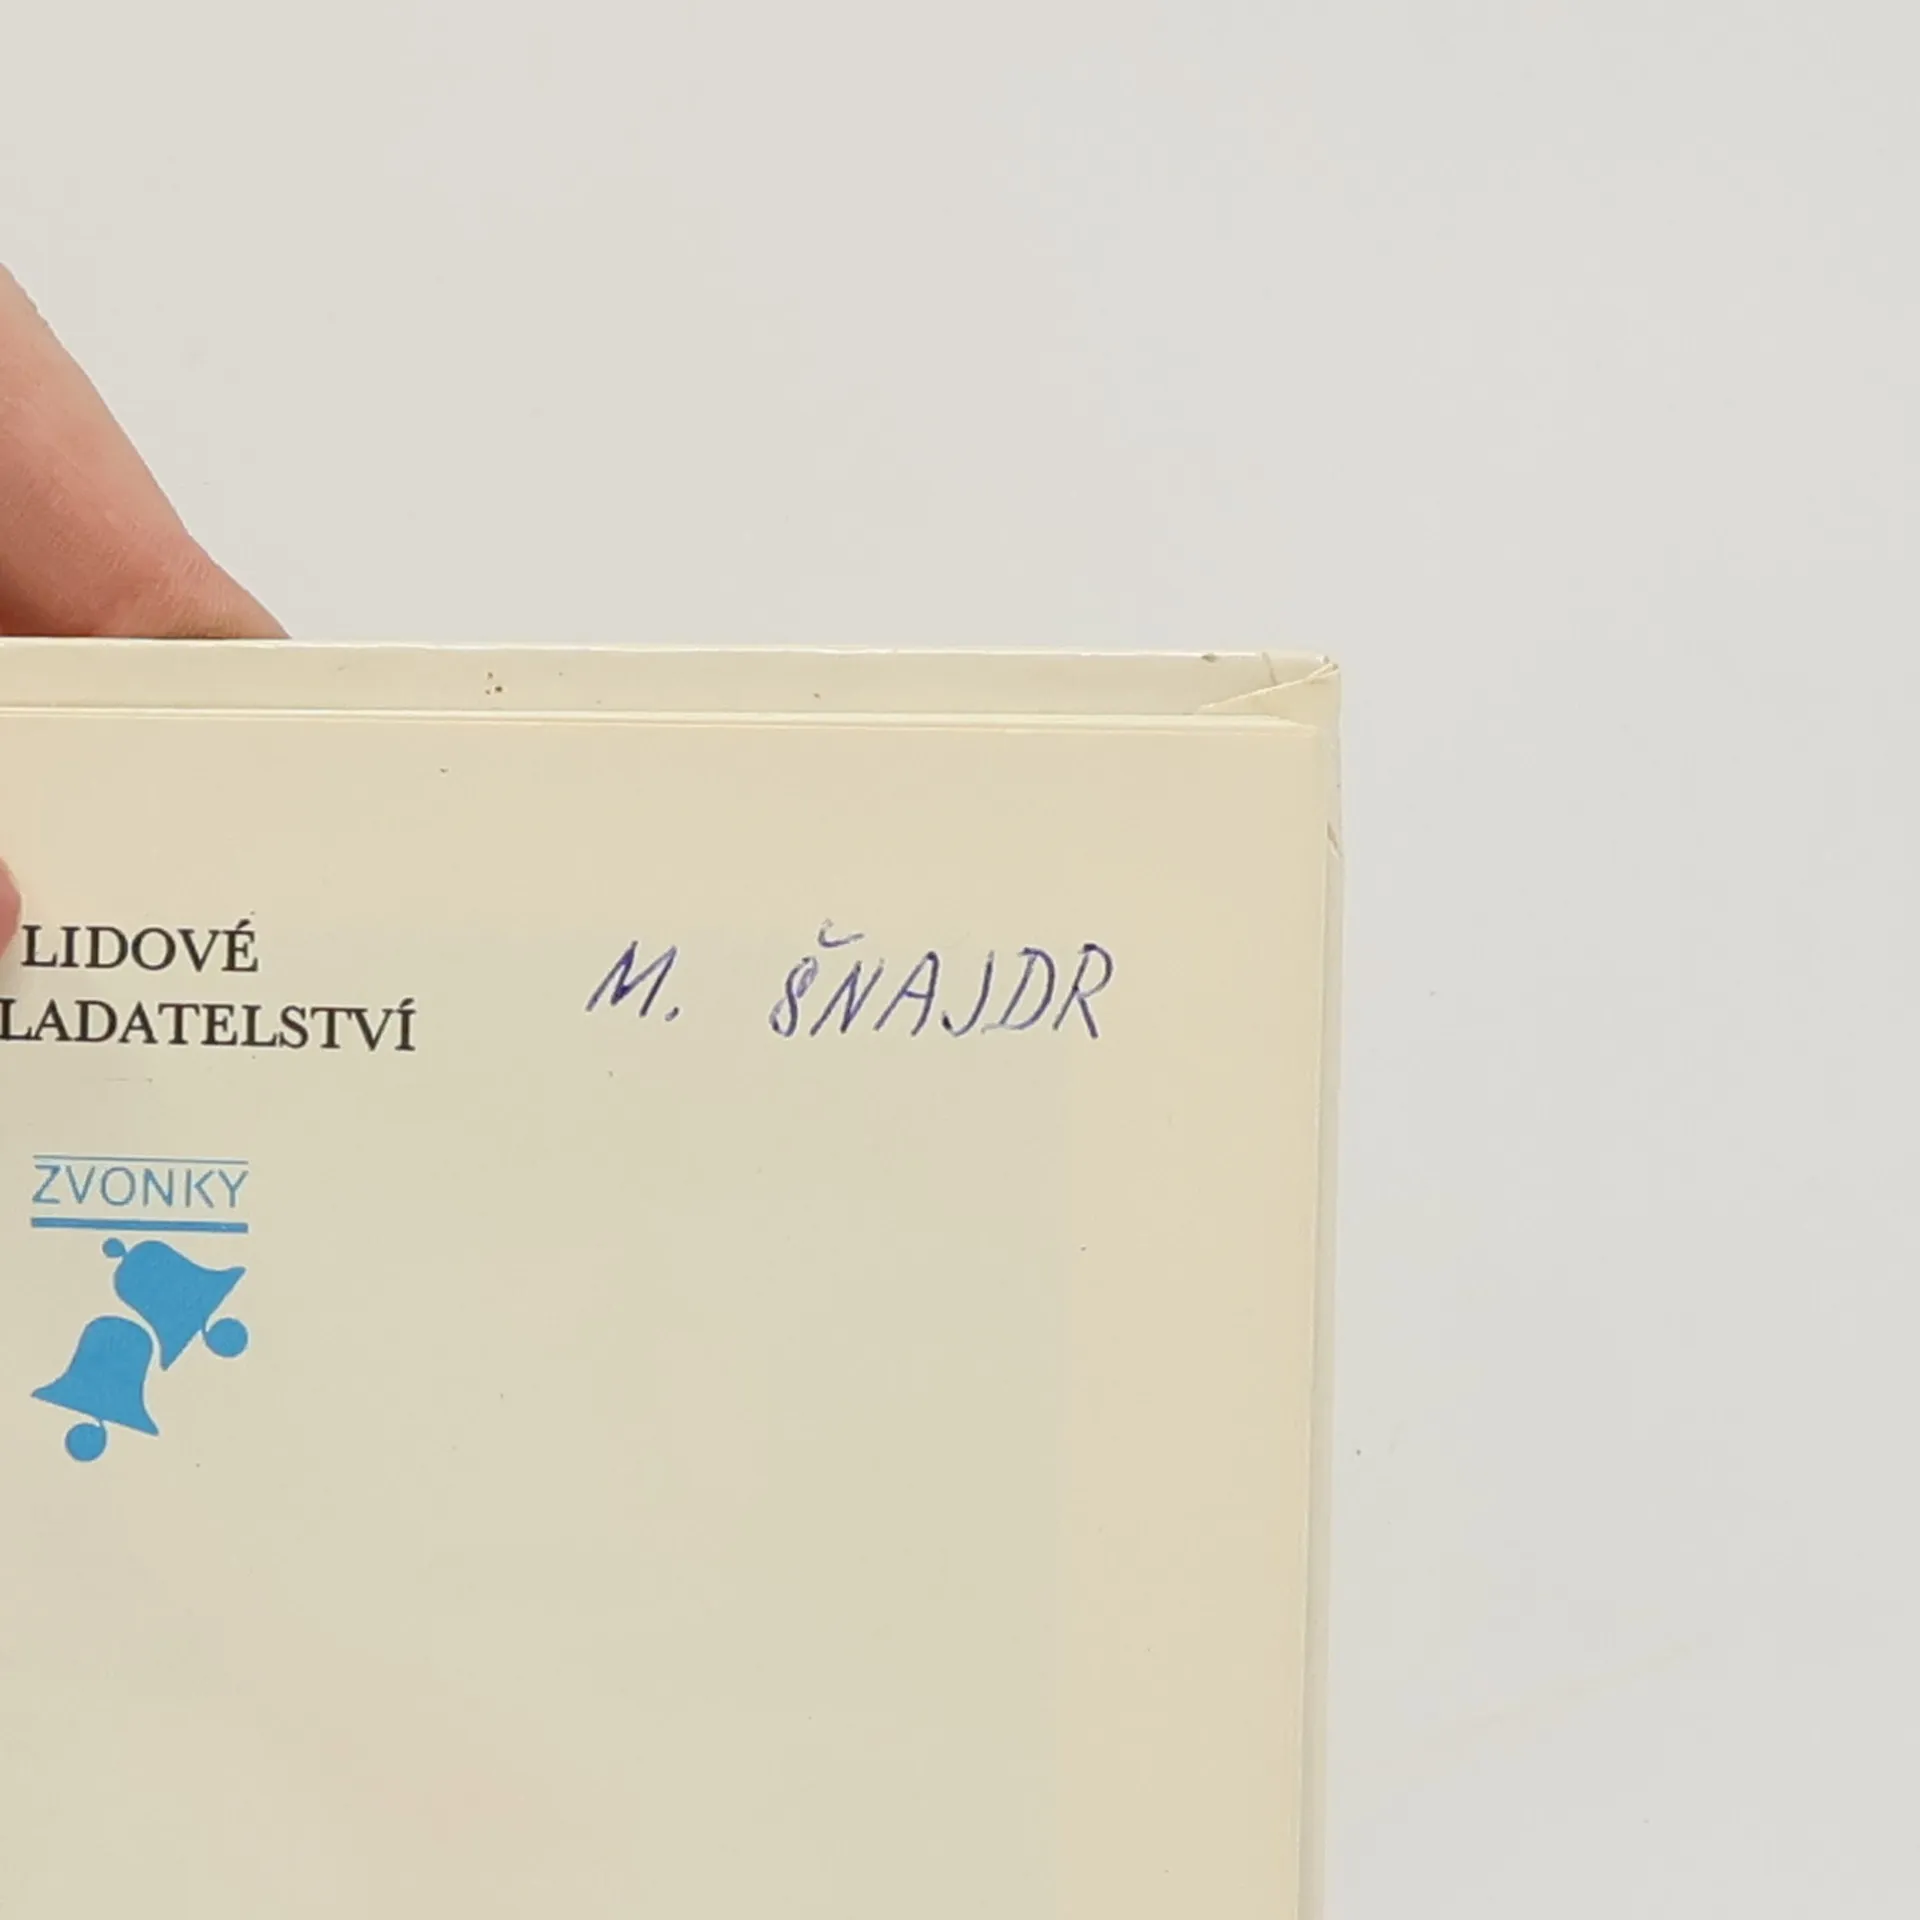 LIDOVÉ
LADATELSTVÍ
M. ŠNAJDR
ZVONKY